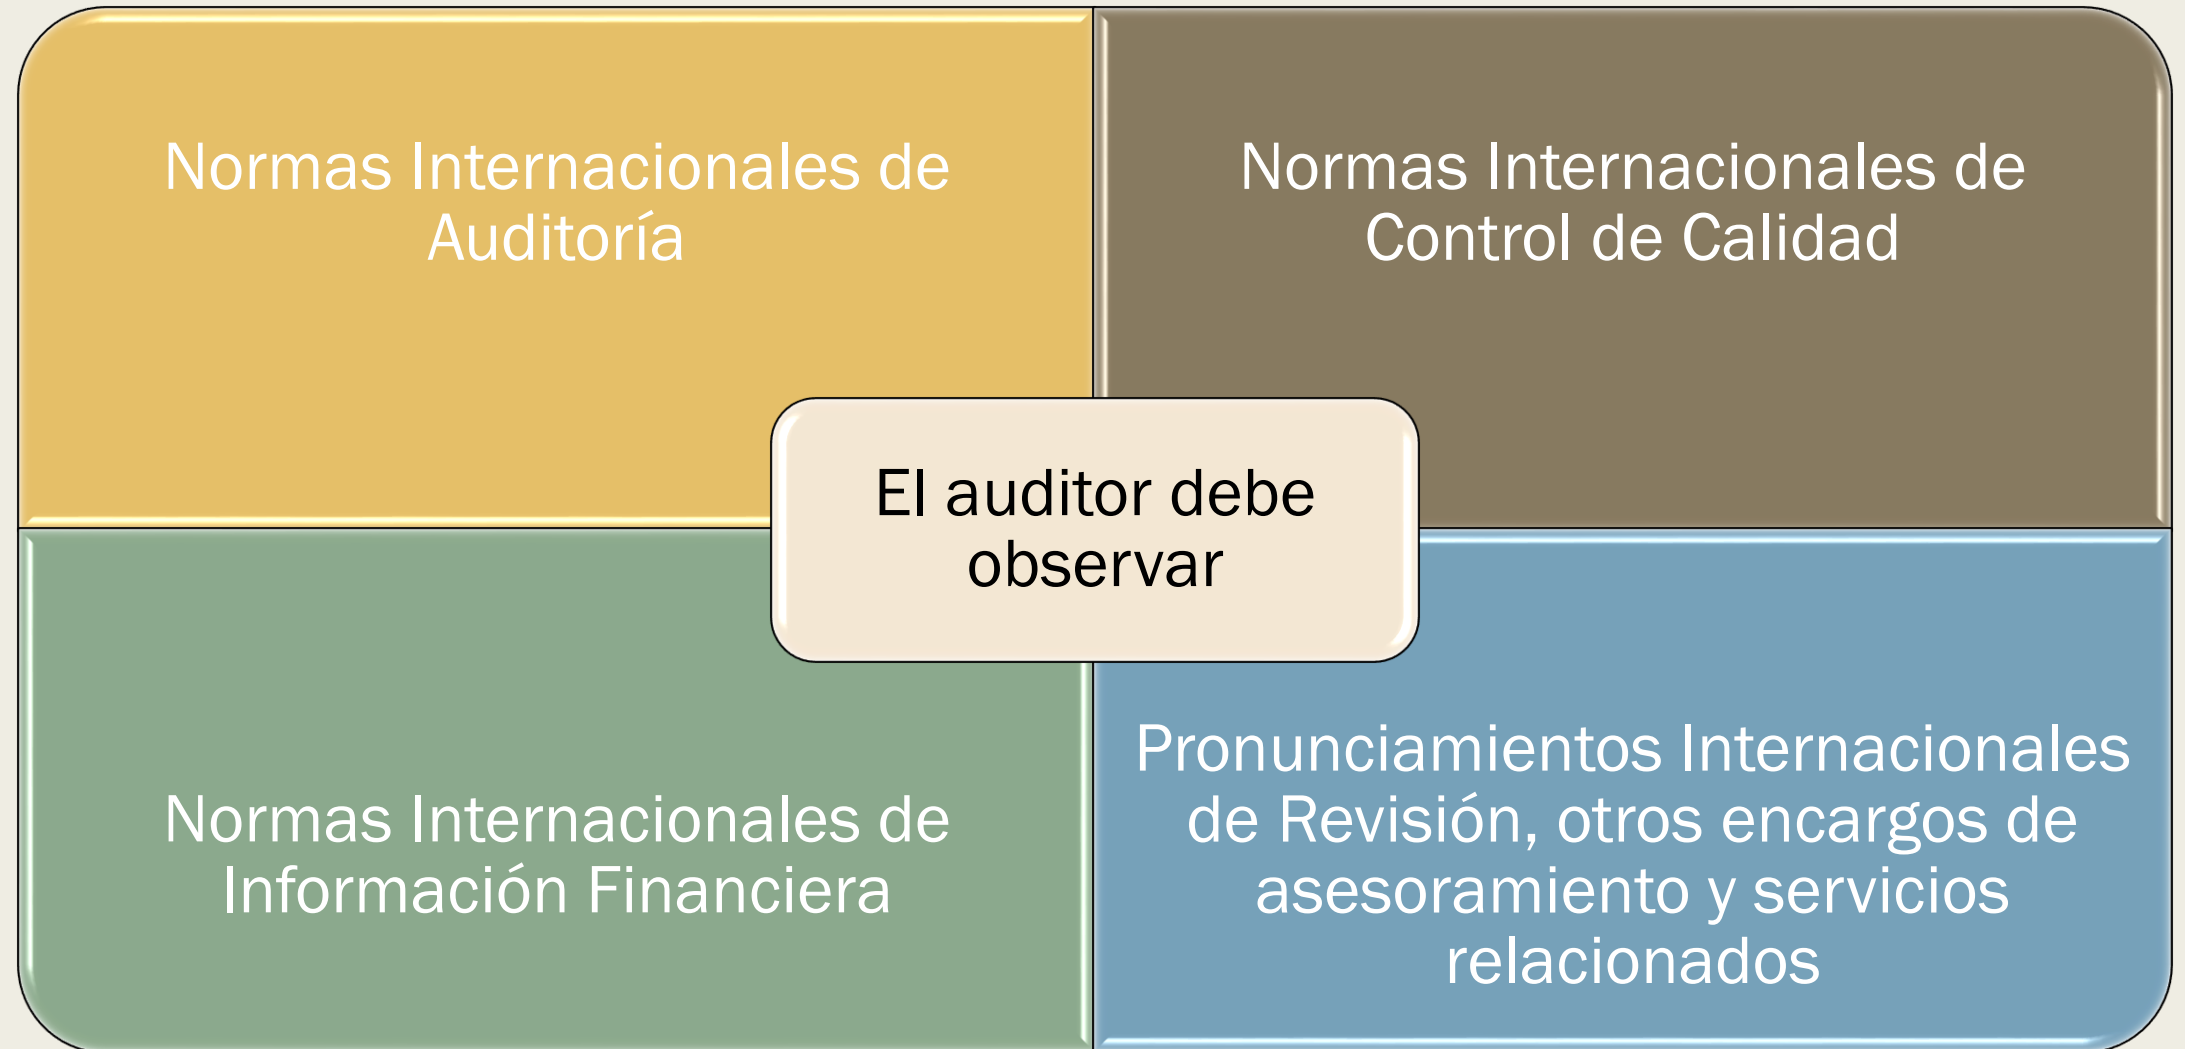 Normas Internacionales de
Auditoría
Normas Internacionales de
Control de Calidad
El auditor debe
observar
Normas Internacionales de
Información Financiera
Pronunciamientos Internacionales
de Revisión, otros encargos de
asesoramiento y servicios
relacionados